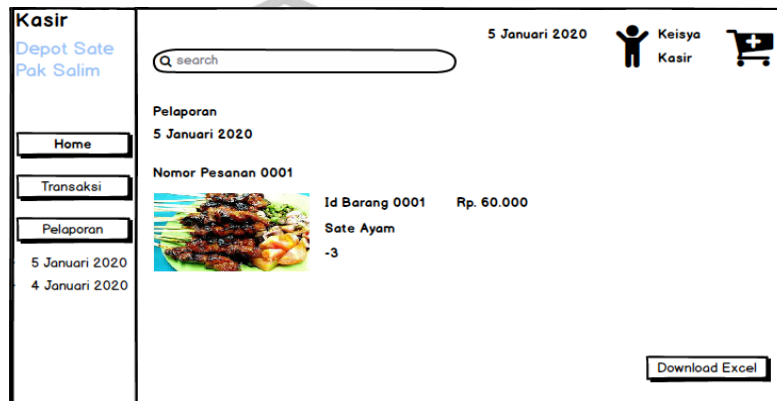 Kasir
Depot Sate
Pak Salim
Home
Transaksi
Pelaporan
5 Januari 2020
4 Januari 2020
search
5 Januari 2020
Keisya
Kasir
Pelaporan
5 Januari 2020
Nomor Pesanan 0001
Id Barang 0001 Rp. 60.000
Sate Ayam
-3
Download Excel